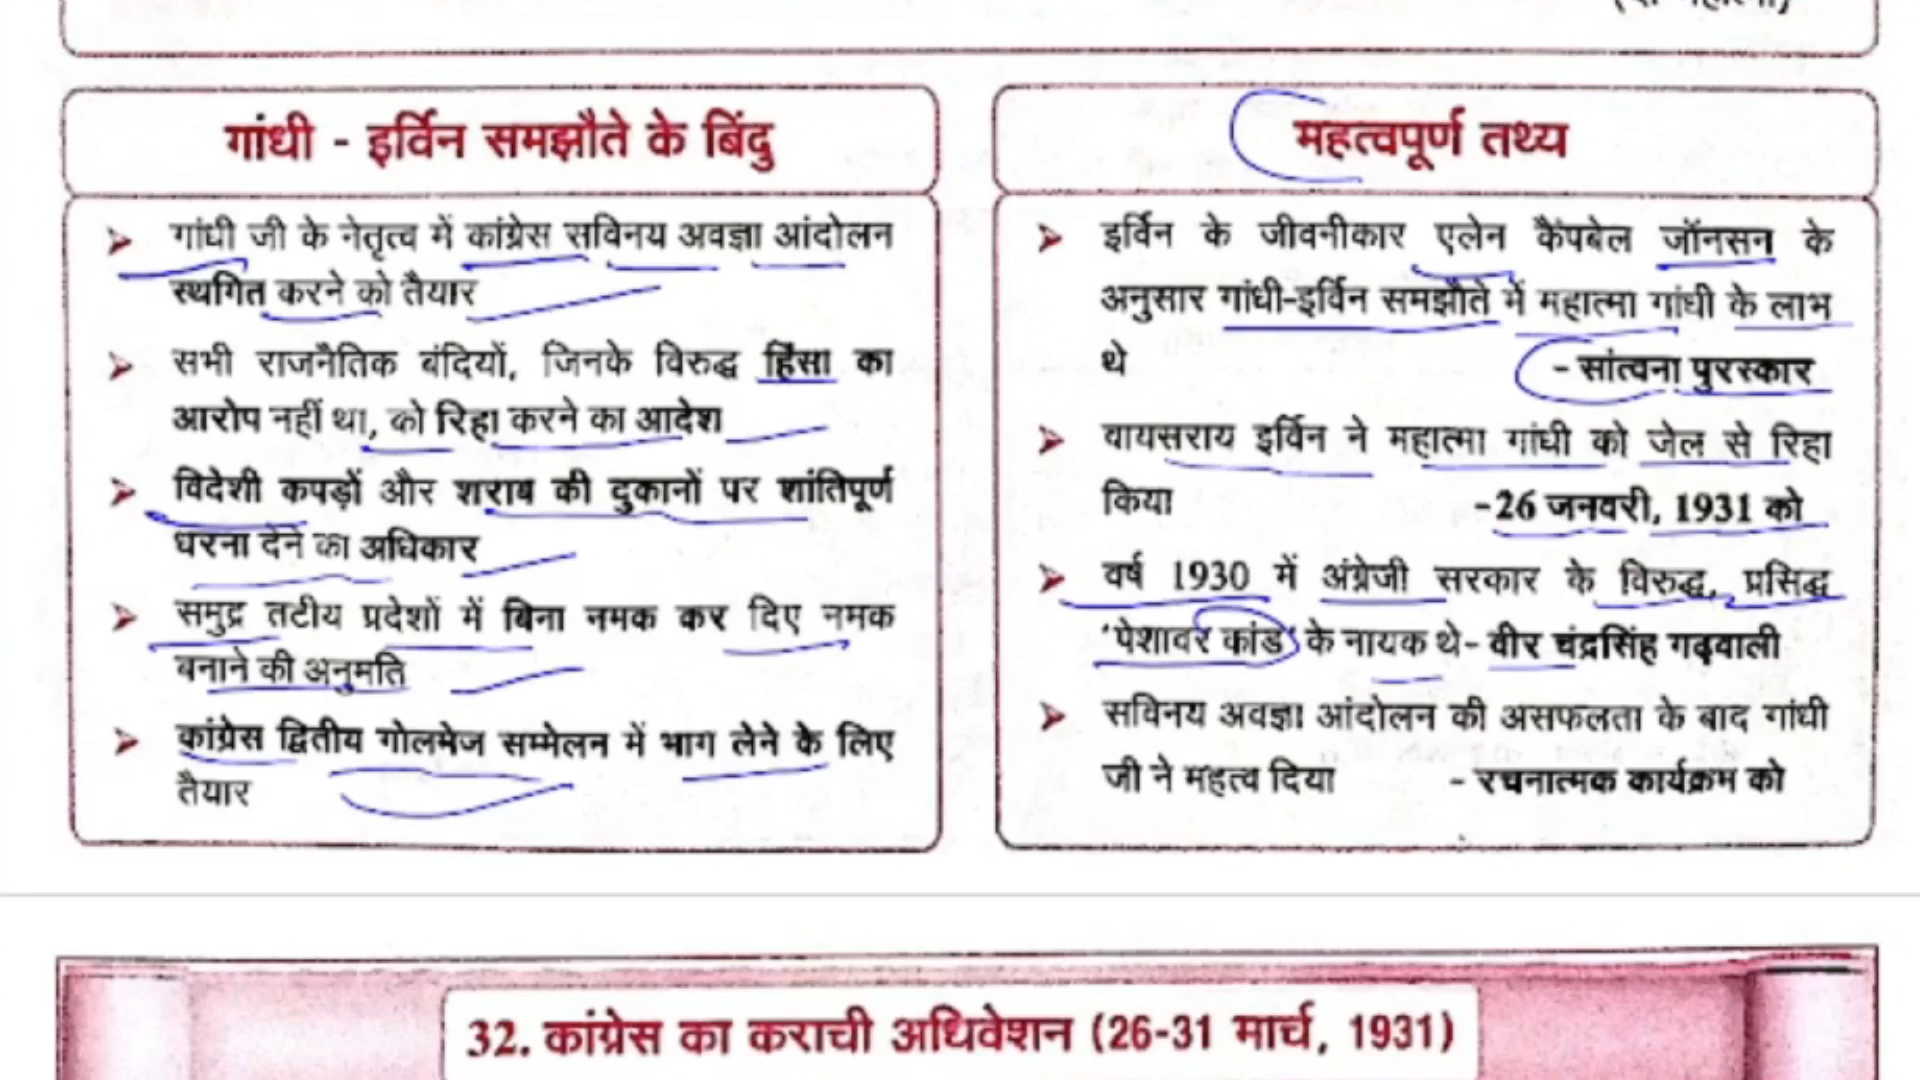 गांधी - इर्विन समझौते के बिंदु
गांधी जी के नेतृत्व में कांग्रेस सविनय अवज्ञा आंदोलन
स्थगित करने को तैयार
सभी राजनैतिक बंदियों, जिनके विरुद्ध हिंसा का
आरोप नहीं था, को रिहा करने का आदेश
विदेशी कपड़ों और शराब की दुकानों पर शांतिपूर्ण
धरना देने का अधिकार
समुद्र तटीय प्रदेशों में बिना नमक कर दिए नमक
बनाने की अनुमति
कांग्रेस द्वितीय गोलमेज सम्मेलन में भाग लेने के लिए
तैयार
महत्वपूर्ण तथ्य
इर्विन के जीवनीकार एलेन कैंपबेल जॉनसन के
अनुसार गांधी-इर्विन समझौते में महात्मा गांधी के लाभ
थे - सांत्वना पुरस्कार
वायसराय इर्विन ने महात्मा गांधी को जेल से रिहा
किया -26 जनवरी, 1931 को
वर्ष 1930 में अंग्रेजी सरकार के विरुद्ध, प्रसिद्ध
'पेशावर कांड' के नायक थे- वीर चंद्रसिंह गढ़वाली
सविनय अवज्ञा आंदोलन की असफलता के बाद गांधी
जी ने महत्व दिया - रचनात्मक कार्यक्रम को
32. कांग्रेस का कराची अधिवेशन (26-31 मार्च, 1931)